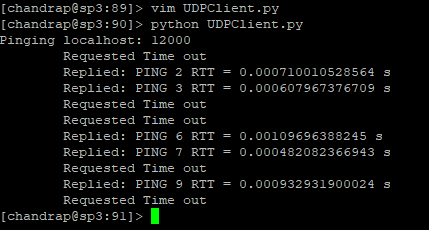 [chandrap@sp3:89]> vim UDPClient.py
[chandrap@sp3:90]> python UDPClient.py
Pinging localhost: 12000
Requested Time out
Replied: PING 2 RTT = 0.000710010528564 s
Replied: PING 3 RTT = 0.000607967376709 s
Requested Time out
Requested Time out
Replied: PING 6 RTT = 0.00109696388245 s
Replied: PING 7 RTT = 0.000482082366943 s
Requested Time out
Replied: PING 9 RTT = 0.000932931900024 s
Requested Time out
[chandrap@sp3:91]>